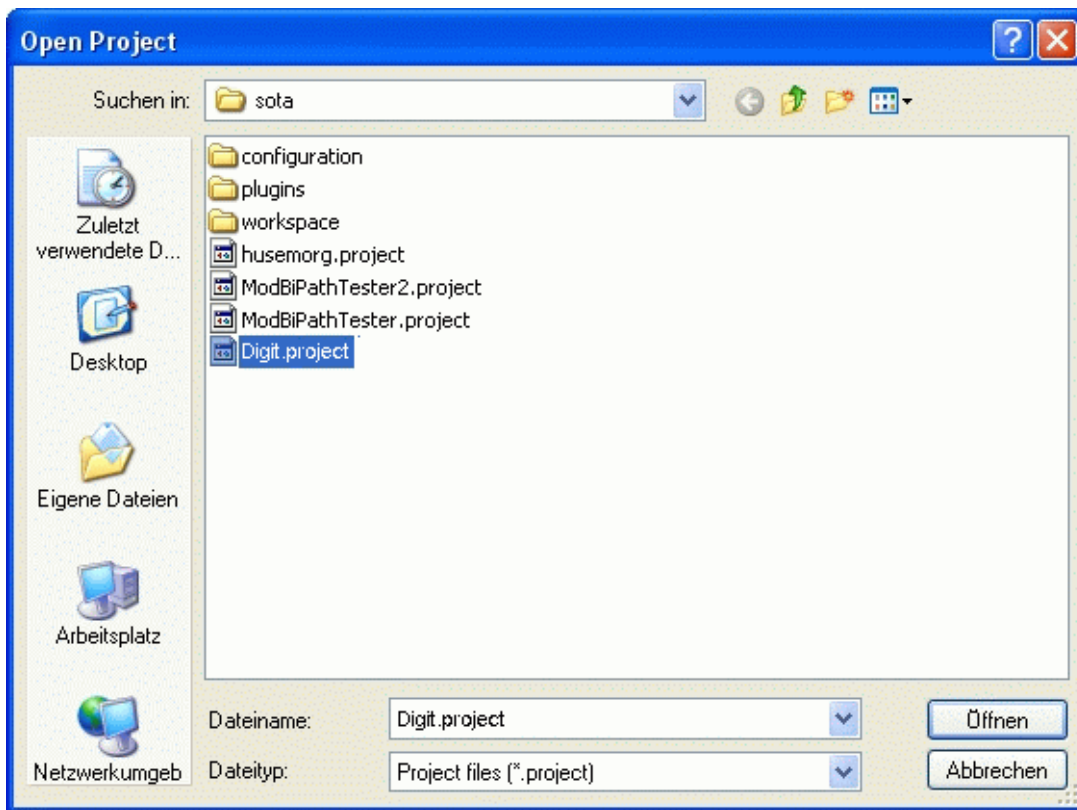 Open Project
Suchen in:
sota
configuration
plugins
workspace
husemorg.project
ModBiPathTester2.project
ModBiPathTester.project
Digit.project
Zuletzt
verwendete D...
Desktop
Eigene Dateien
Arbeitsplatz
Netzwerkumgeb
Dateiname:
Digit.project
Öffnen
Dateityp:
Project files (*.project)
Abbrechen